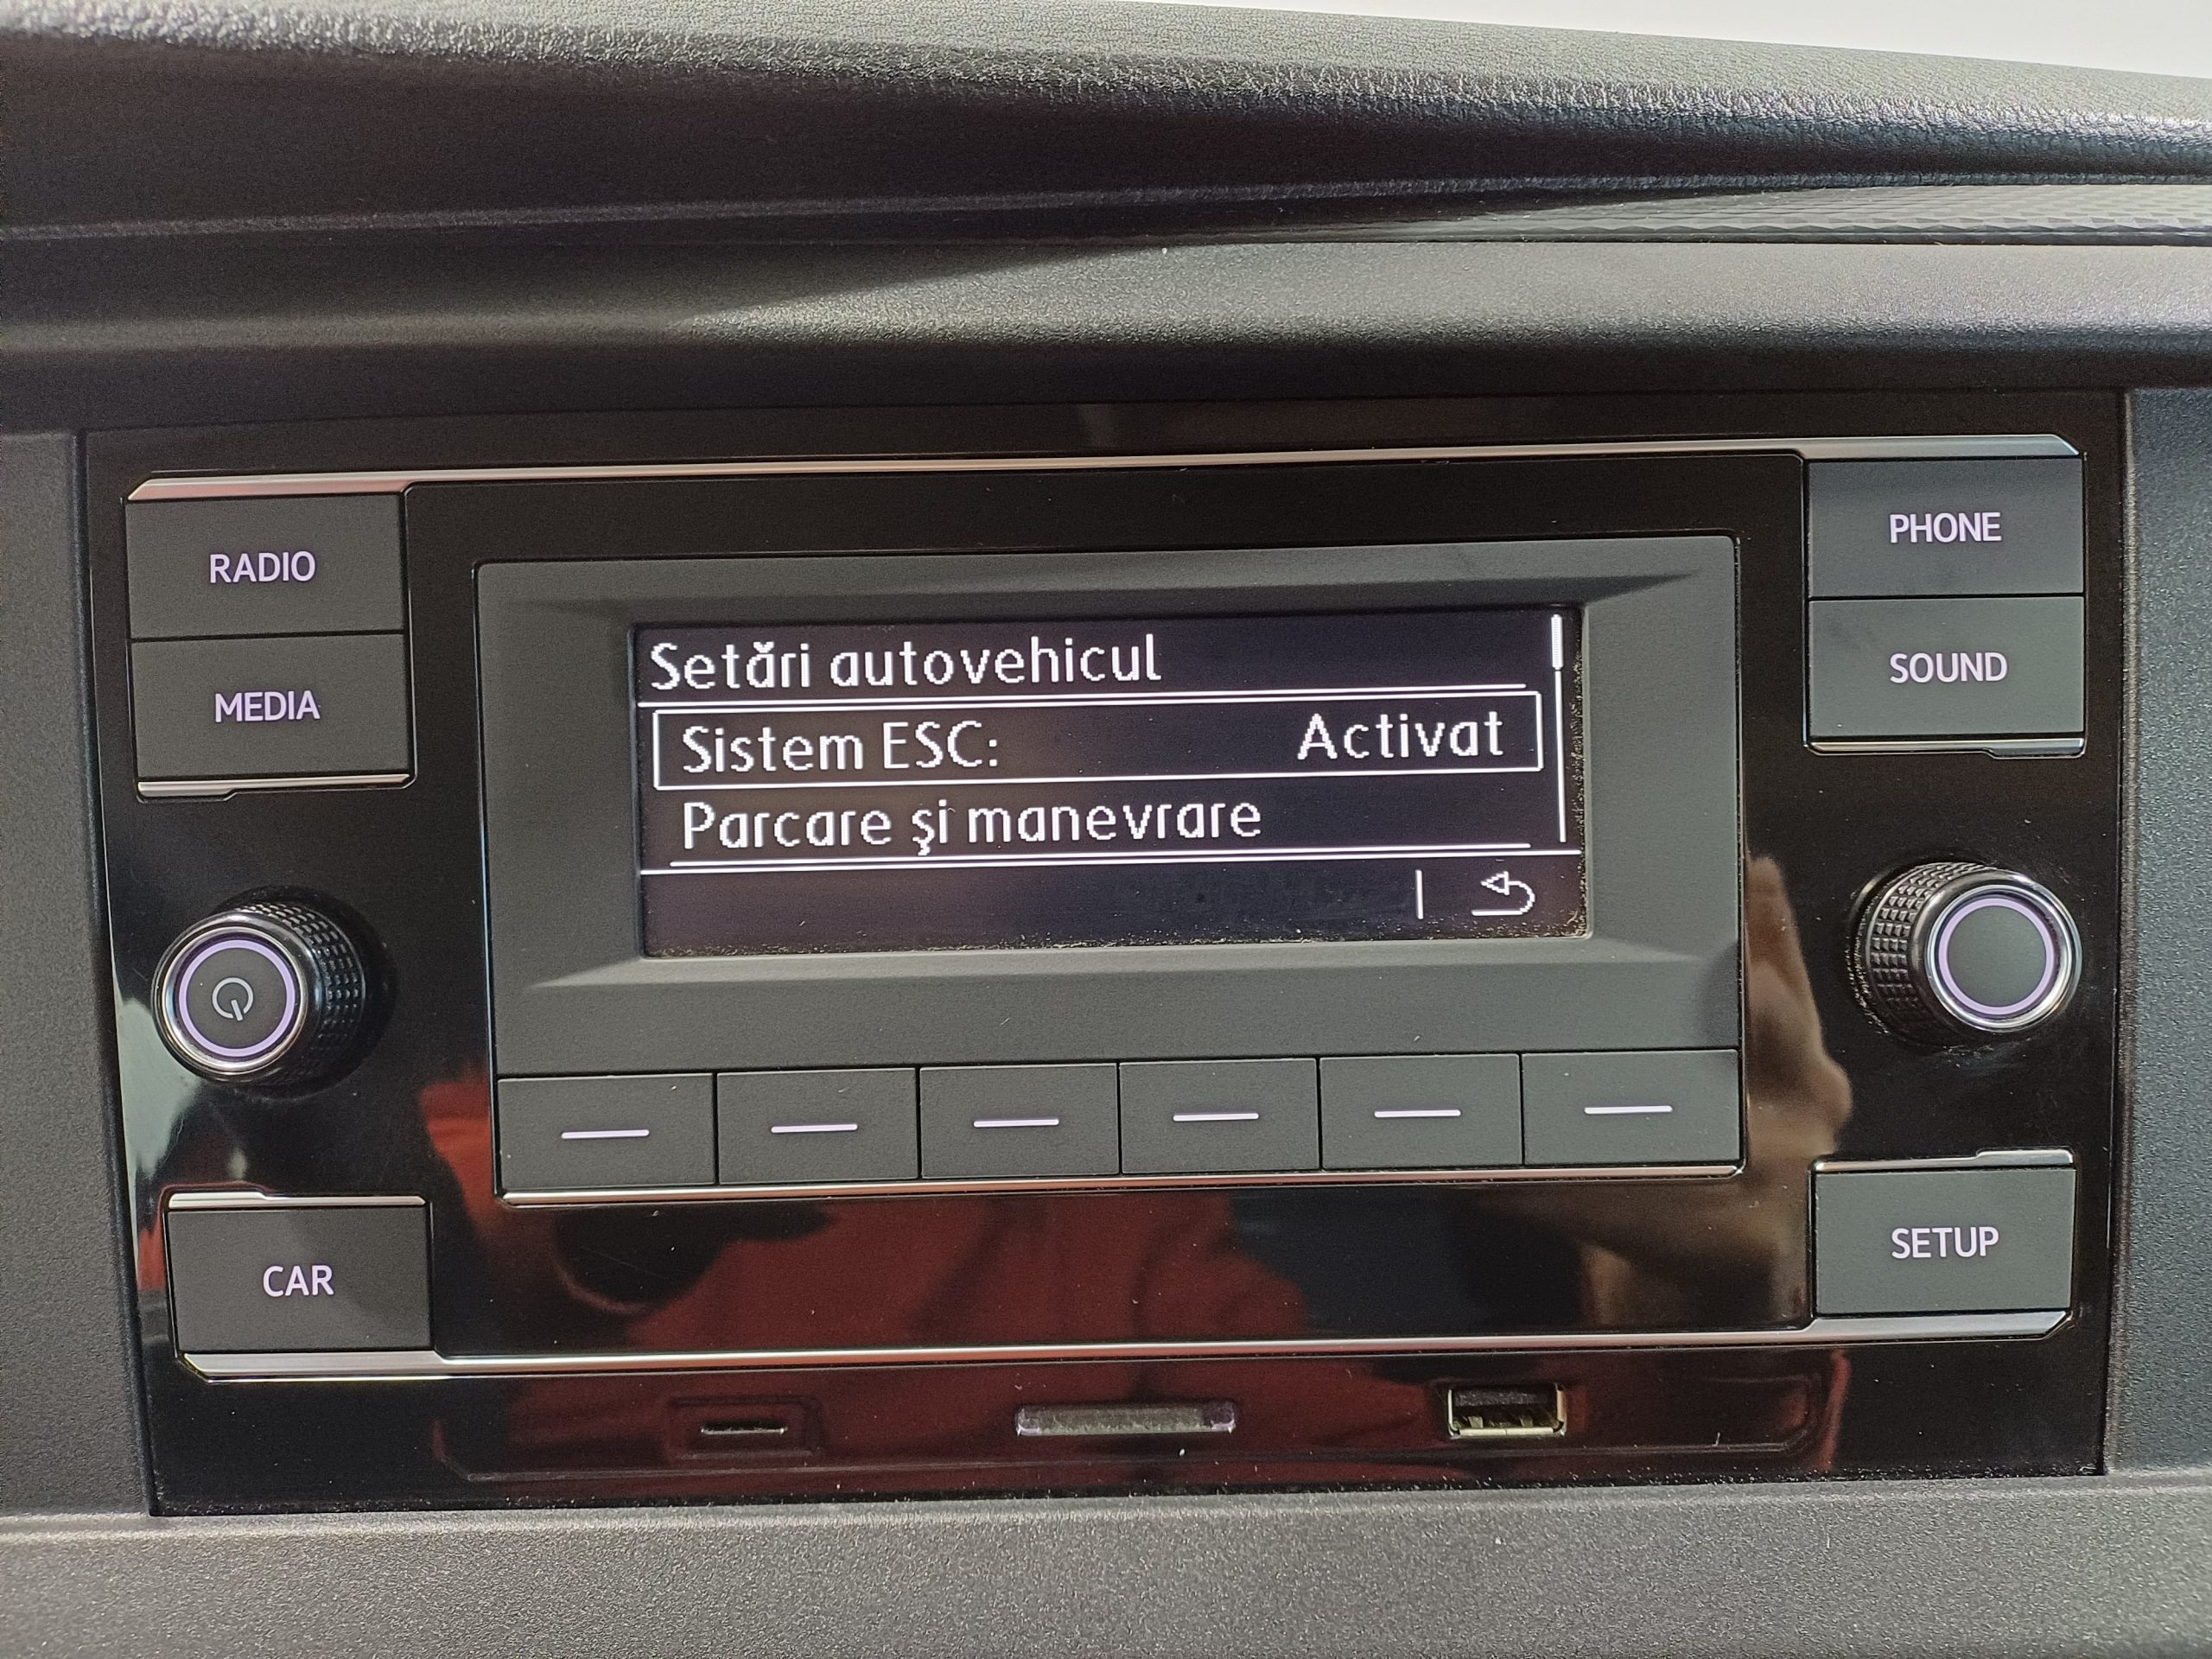 RADIO
MEDIA
PHONE
SOUND
Setări autovehicul
Sistem ESC: Activat
Parcare şi manevrare
CAR
SETUP